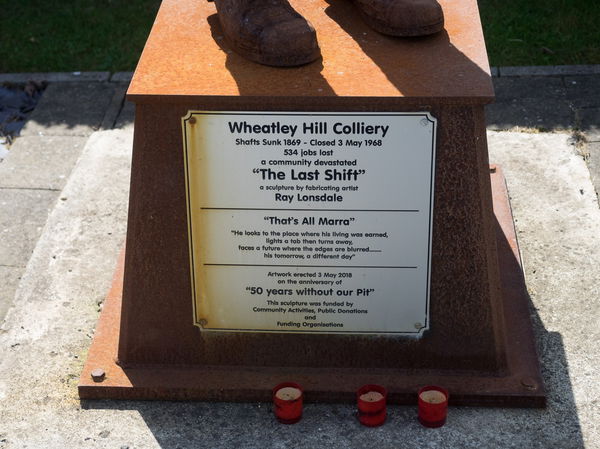 Wheatley Hill Colliery
Shafts Sunk 1869 - Closed 3 May 1968
534 jobs lost
a community devastated
"The Last Shift"
a sculpture by fabricating artist
Ray Lonsdale
"That's All Marra"
"He looks to the place where his living was earned,
lights a tab then turns away,
faces a future where the edges are blurred......
his tomorrow, a different day"
Artwork erected 3 May 2018
on the anniversary of
"50 years without our Pit"
This sculpture was funded by
Community Activities, Public Donations
and
Funding Organisations